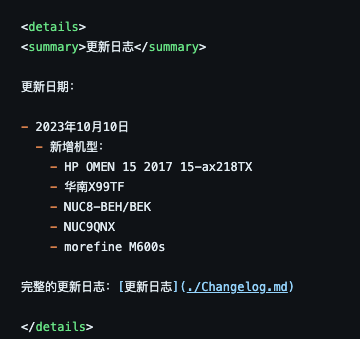 <details>
<summary>更新日志</summary>
更新日期：
- 2023年10月10日
- 新增机型：
- HP OMEN 15 2017 15-ax218TX
- 华南X99TF
- NUC8-BEH/BEK
- NUC9QNX
- morefine M600s
完整的更新日志：[更新日志](./Changelog.md)
</details>